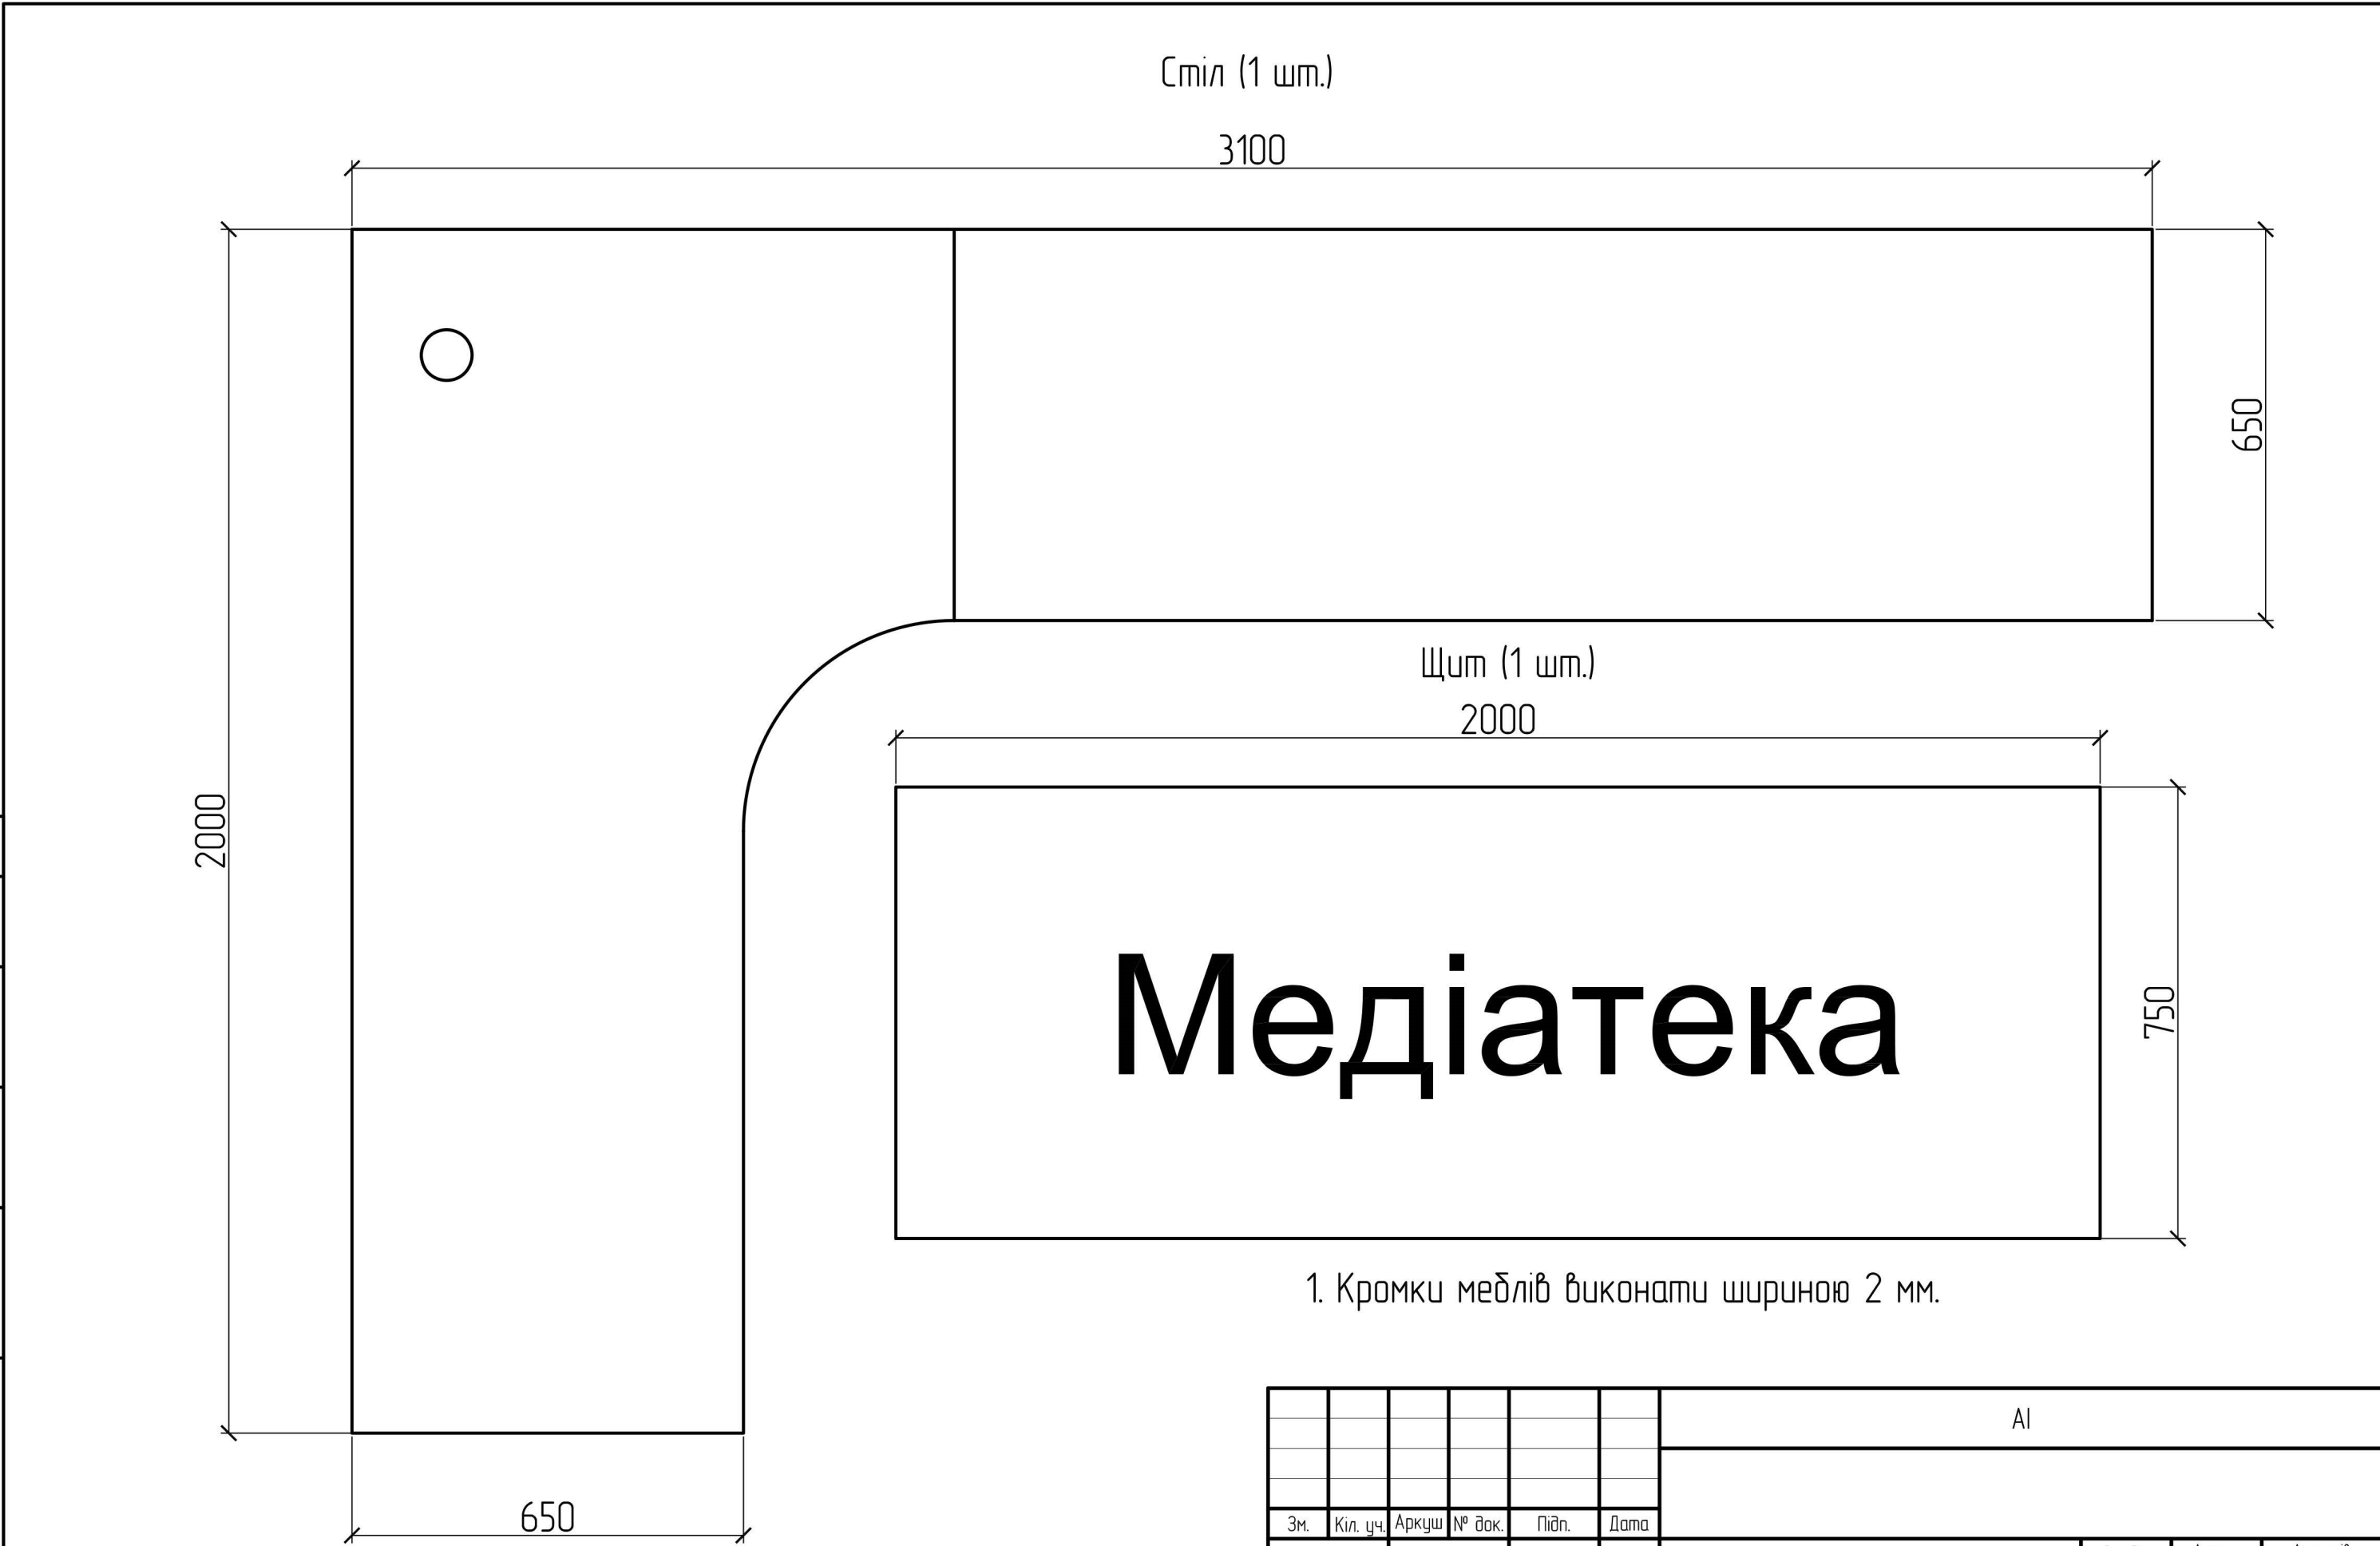 Стіл (1 шт.)
3100
650
2000
Щит (1 шт.)
2000
750
Медіатека
1. Кромки меблів виконати шириною 2 мм.
650
АІ
Зм. Кіл. уч. Аркуш № док. Підп. Дата